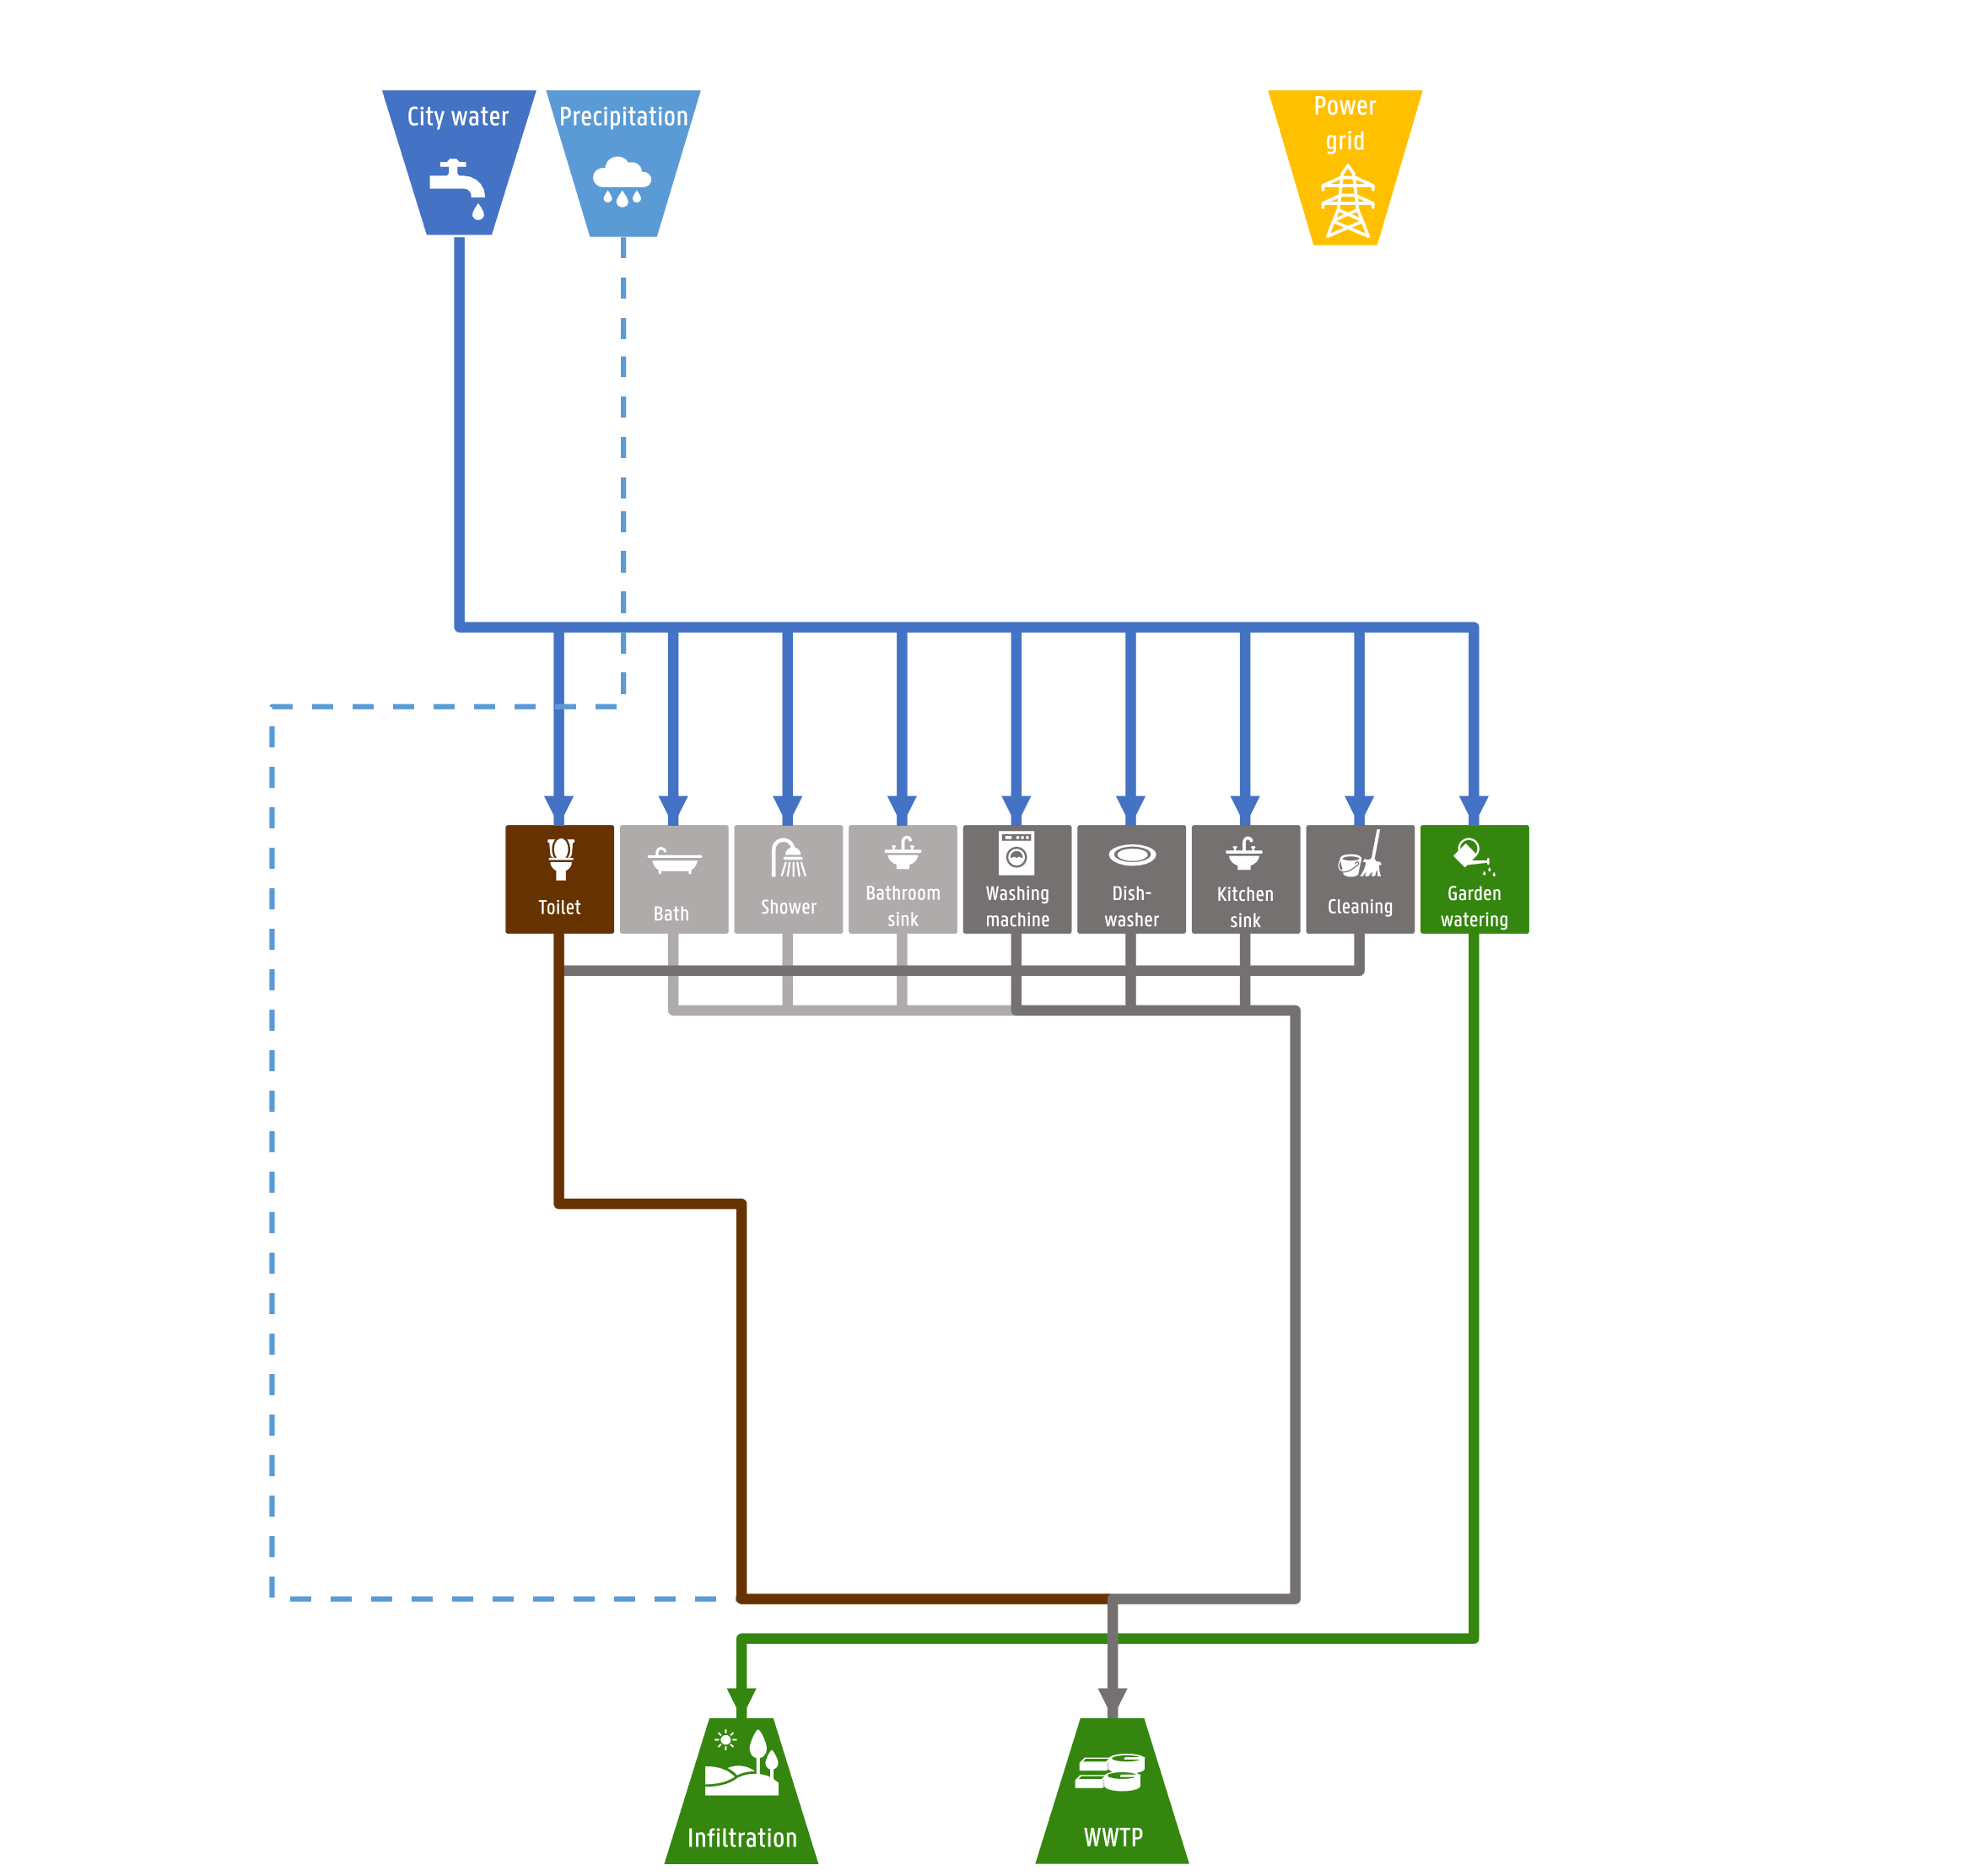 City water
Precipitation
Power
grid
Toilet
Bath
Shower
Bathroom
sink
Washing
machine
Dish-
washer
Kitchen
sink
Cleaning
Garden
watering
Infiltration
WWTP